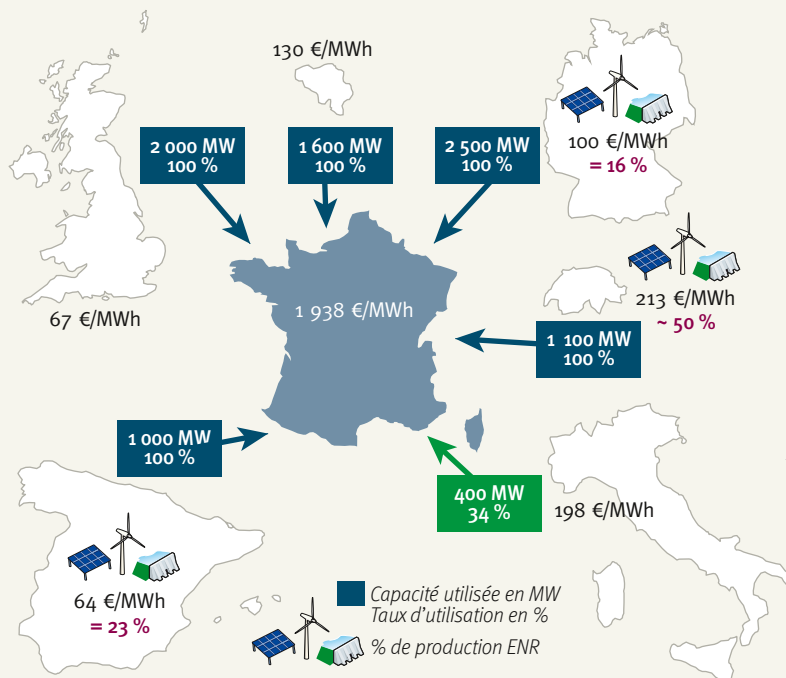 130 €/MWh
2 000 MW
100 %
1 600 MW
100 %
2 500 MW
100 %
100 €/MWh
= 16 %
67 €/MWh
1 938 €/MWh
213 €/MWh
~ 50 %
1 100 MW
100 %
1 000 MW
100 %
400 MW
34 %
198 €/MWh
64 €/MWh
= 23 %
Capacité utilisée en MW
Taux d'utilisation en %
% de production ENR